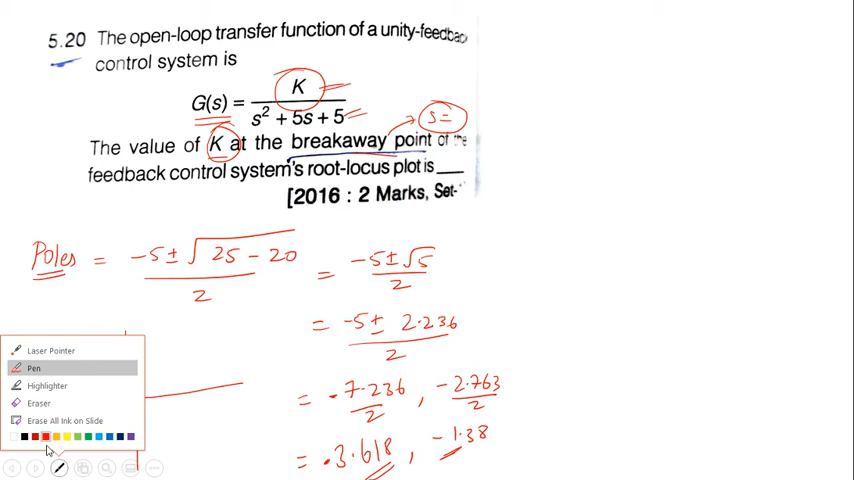 5.20 The open-loop transfer function of a unity-feedback
control system is
G(s) = K / (s² + 5s + 5)
s =
The value of K at the breakaway point of the
feedback control system's root-locus plot is ___
[2016 : 2 Marks, Set-
Poles = (-5 ± √(25 - 20)) / 2 = (-5 ± √5) / 2
= (-5 ± 2.236) / 2
= -7.236 / 2 , -2.763 / 2
= -3.618 , -1.38
Laser Pointer
Pen
Highlighter
Eraser
Erase All Ink on Slide